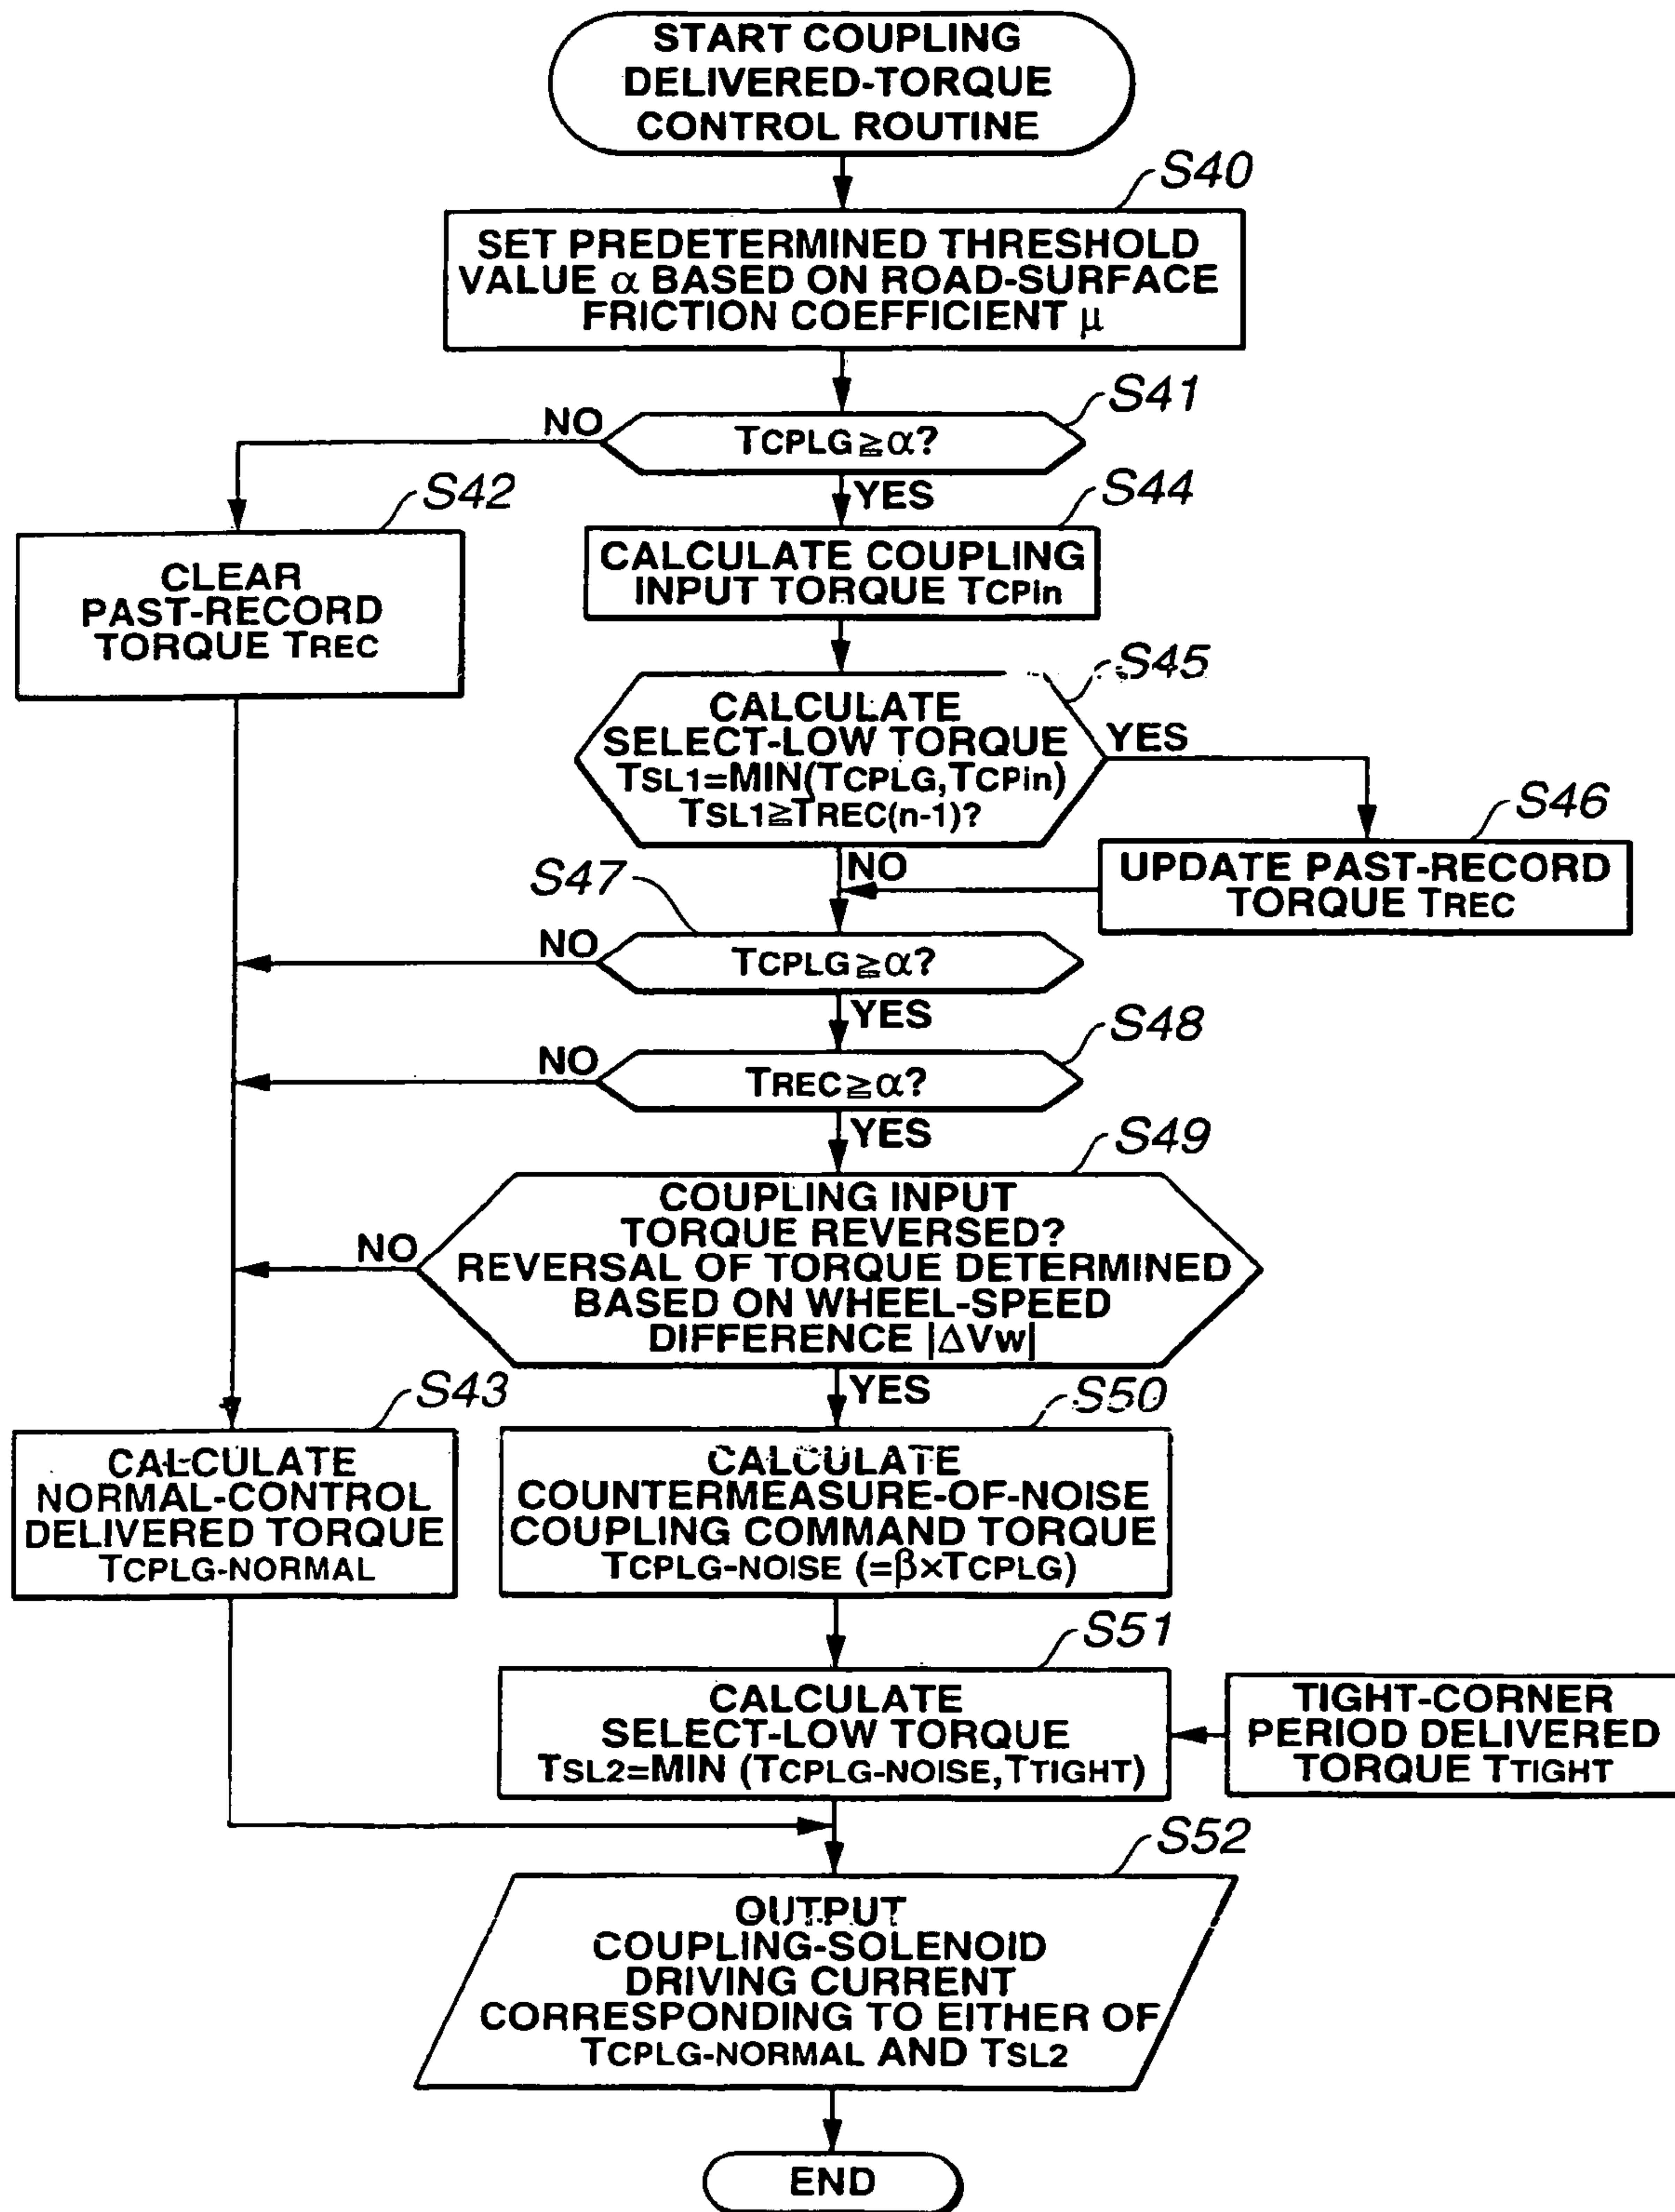 START COUPLING
DELIVERED-TORQUE
CONTROL ROUTINE
S40
SET PREDETERMINED THRESHOLD
VALUE α BASED ON ROAD-SURFACE
FRICTION COEFFICIENT μ
S41
NO
TCPLG≧α?
YES
S42
CLEAR
PAST-RECORD
TORQUE TREC
S44
CALCULATE COUPLING
INPUT TORQUE TCPin
S45
CALCULATE
SELECT-LOW TORQUE
TSL1=MIN(TCPLG,TCPin)
TSL1≧TREC(n-1)?
YES
NO
S46
UPDATE PAST-RECORD
TORQUE TREC
S47
NO
TCPLG≧α?
YES
S48
NO
TREC≧α?
YES
S49
NO
COUPLING INPUT
TORQUE REVERSED?
REVERSAL OF TORQUE DETERMINED
BASED ON WHEEL-SPEED
DIFFERENCE |ΔVw|
YES
S43
CALCULATE
NORMAL-CONTROL
DELIVERED TORQUE
TCPLG-NORMAL
S50
CALCULATE
COUNTERMEASURE-OF-NOISE
COUPLING COMMAND TORQUE
TCPLG-NOISE (=β×TCPLG)
S51
CALCULATE
SELECT-LOW TORQUE
TSL2=MIN (TCPLG-NOISE,TTIGHT)
TIGHT-CORNER
PERIOD DELIVERED
TORQUE TTIGHT
S52
OUTPUT
COUPLING-SOLENOID
DRIVING CURRENT
CORRESPONDING TO EITHER OF
TCPLG-NORMAL AND TSL2
END